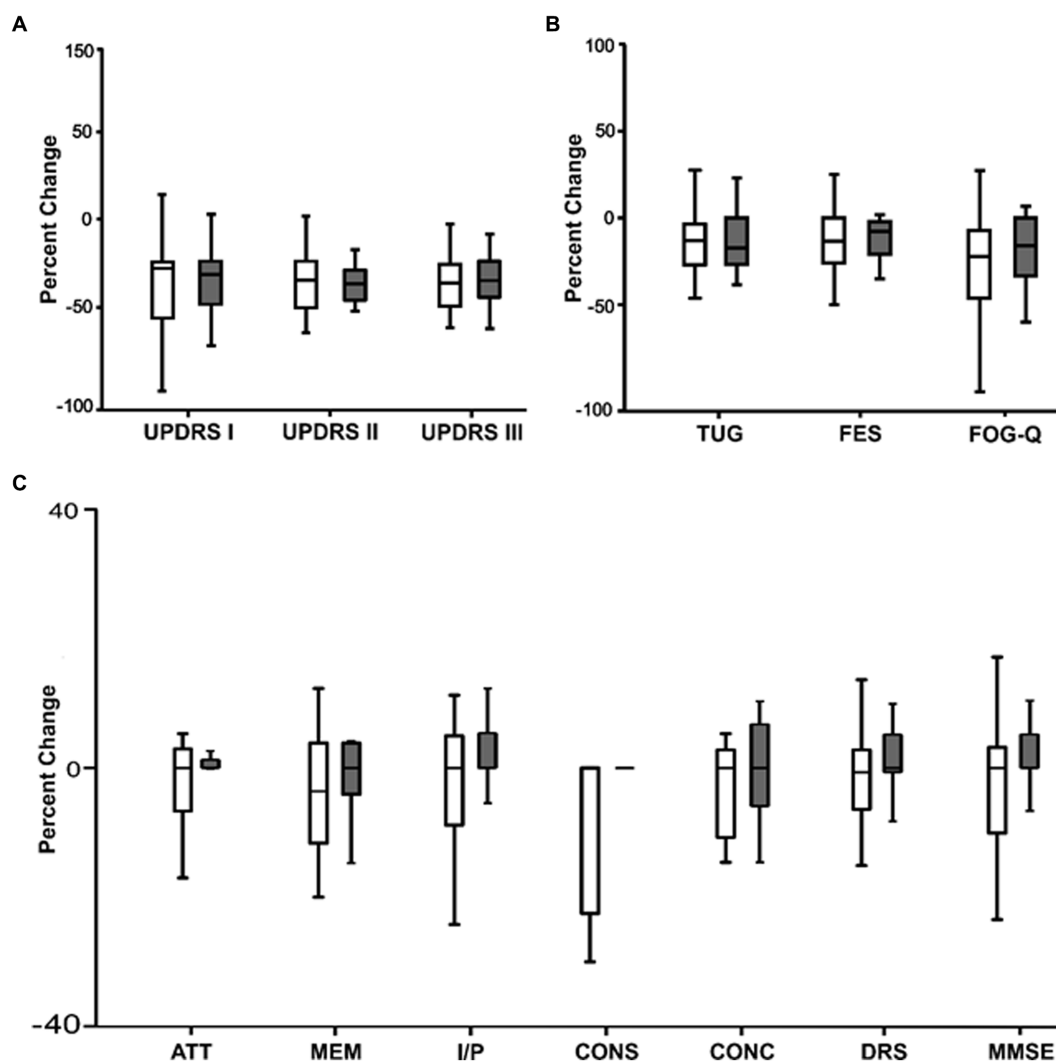 A
150
50
0
-50
-100
Percent Change
UPDRS I UPDRS II UPDRS III
B
100
50
0
-50
-100
Percent Change
TUG FES FOG-Q
C
40
0
-40
Percent Change
ATT MEM I/P CONS CONC DRS MMSE